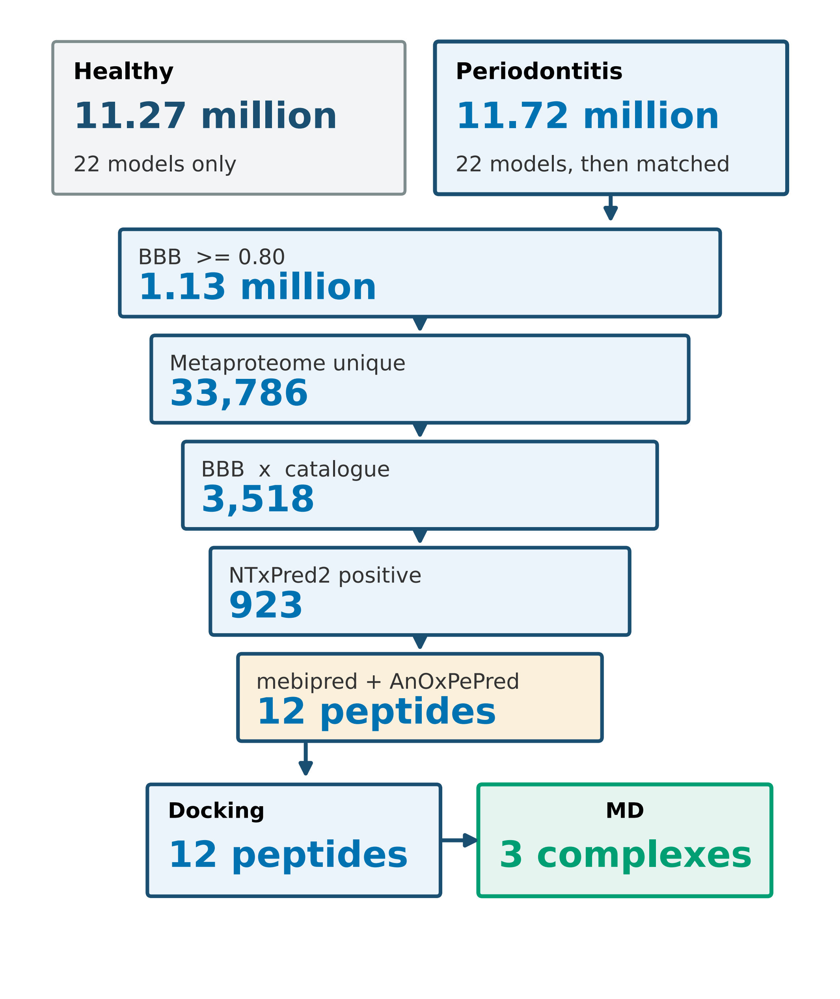 Healthy
11.27 million
22 models only
Periodontitis
11.72 million
22 models, then matched
BBB >= 0.80
1.13 million
Metaproteome unique
33,786
BBB x catalogue
3,518
NTxPred2 positive
923
mebipred + AnOxPePred
12 peptides
Docking
12 peptides
MD
3 complexes